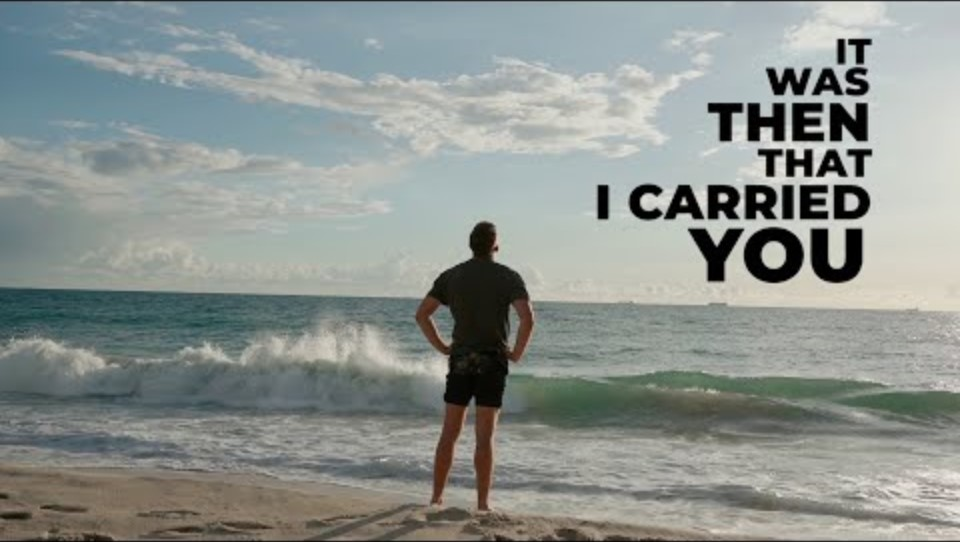 IT
WAS
THEN
THAT
I CARRIED
YOU